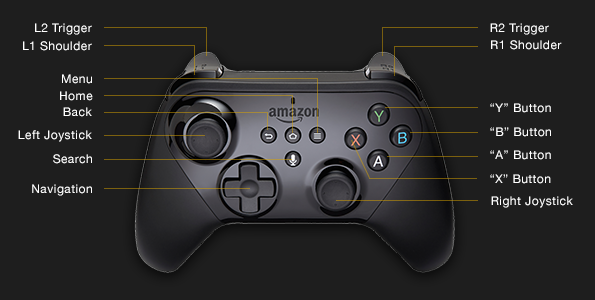 L2 Trigger
L1 Shoulder
Menu
Home
Back
Left Joystick
Search
Navigation
amazon
Y
B
X
A
R2 Trigger
R1 Shoulder
“Y” Button
“B” Button
“A” Button
“X” Button
Right Joystick